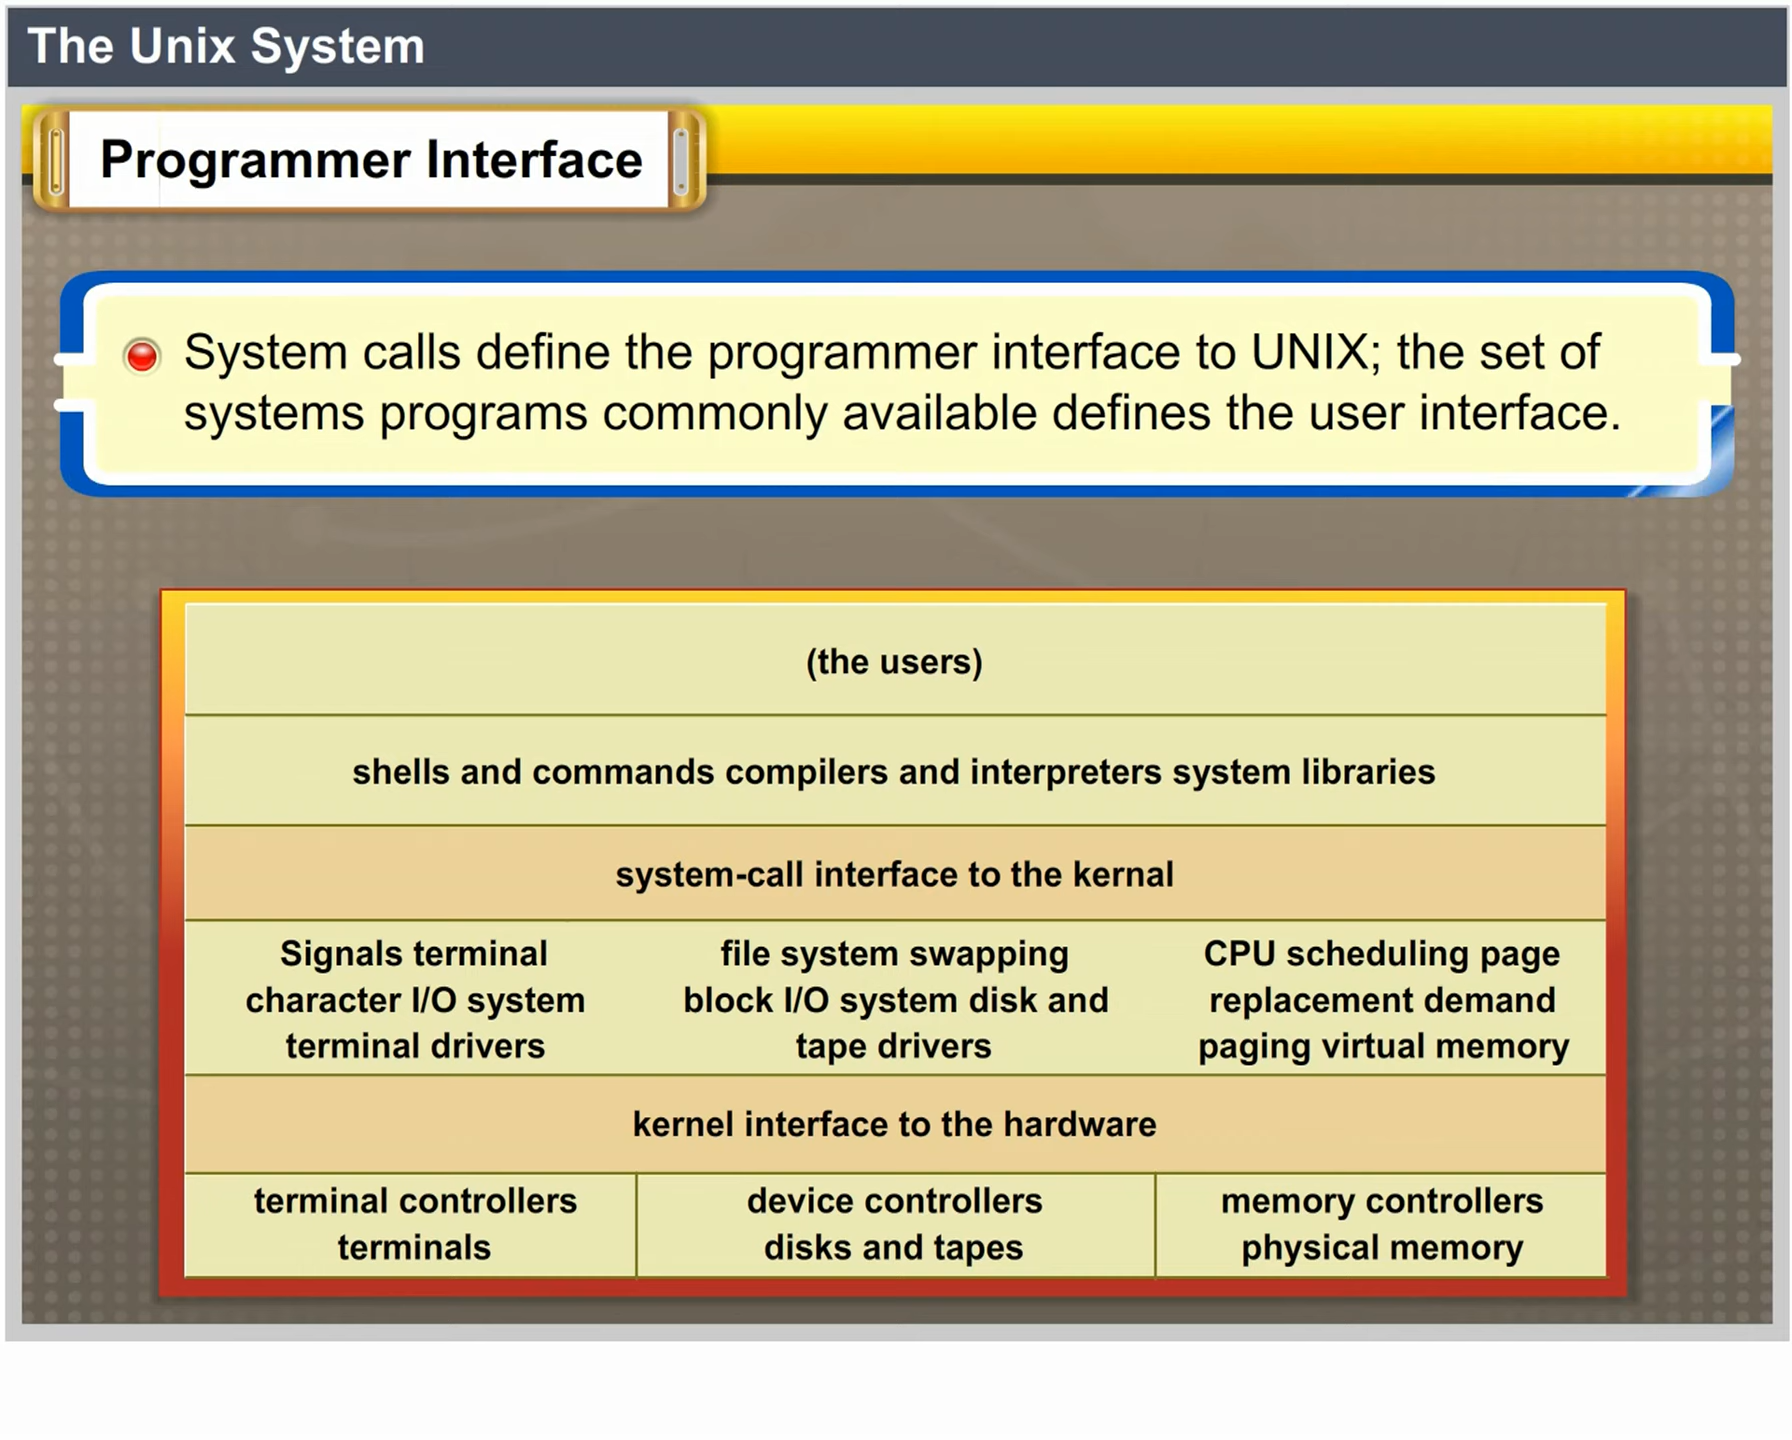 The Unix System
Programmer Interface
System calls define the programmer interface to UNIX; the set of
systems programs commonly available defines the user interface.
(the users)
shells and commands compilers and interpreters system libraries
system-call interface to the kernal
Signals terminal
character I/O system
terminal drivers
file system swapping
block I/O system disk and
tape drivers
CPU scheduling page
replacement demand
paging virtual memory
kernel interface to the hardware
terminal controllers
terminals
device controllers
disks and tapes
memory controllers
physical memory